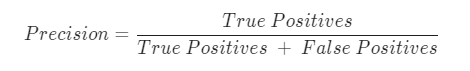 Precision = True Positives / True Positives + False Positives